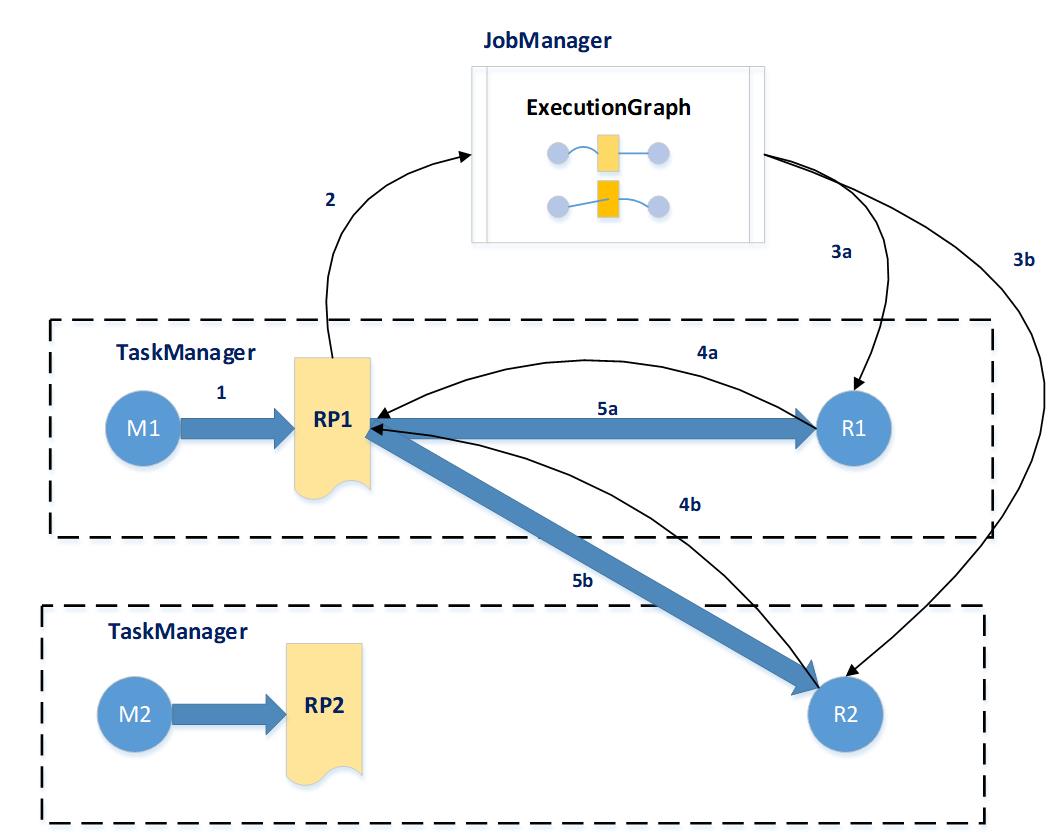 JobManager
ExecutionGraph
2
3a
3b
TaskManager
4a
1
5a
M1
RP1
R1
4b
5b
TaskManager
RP2
M2
R2